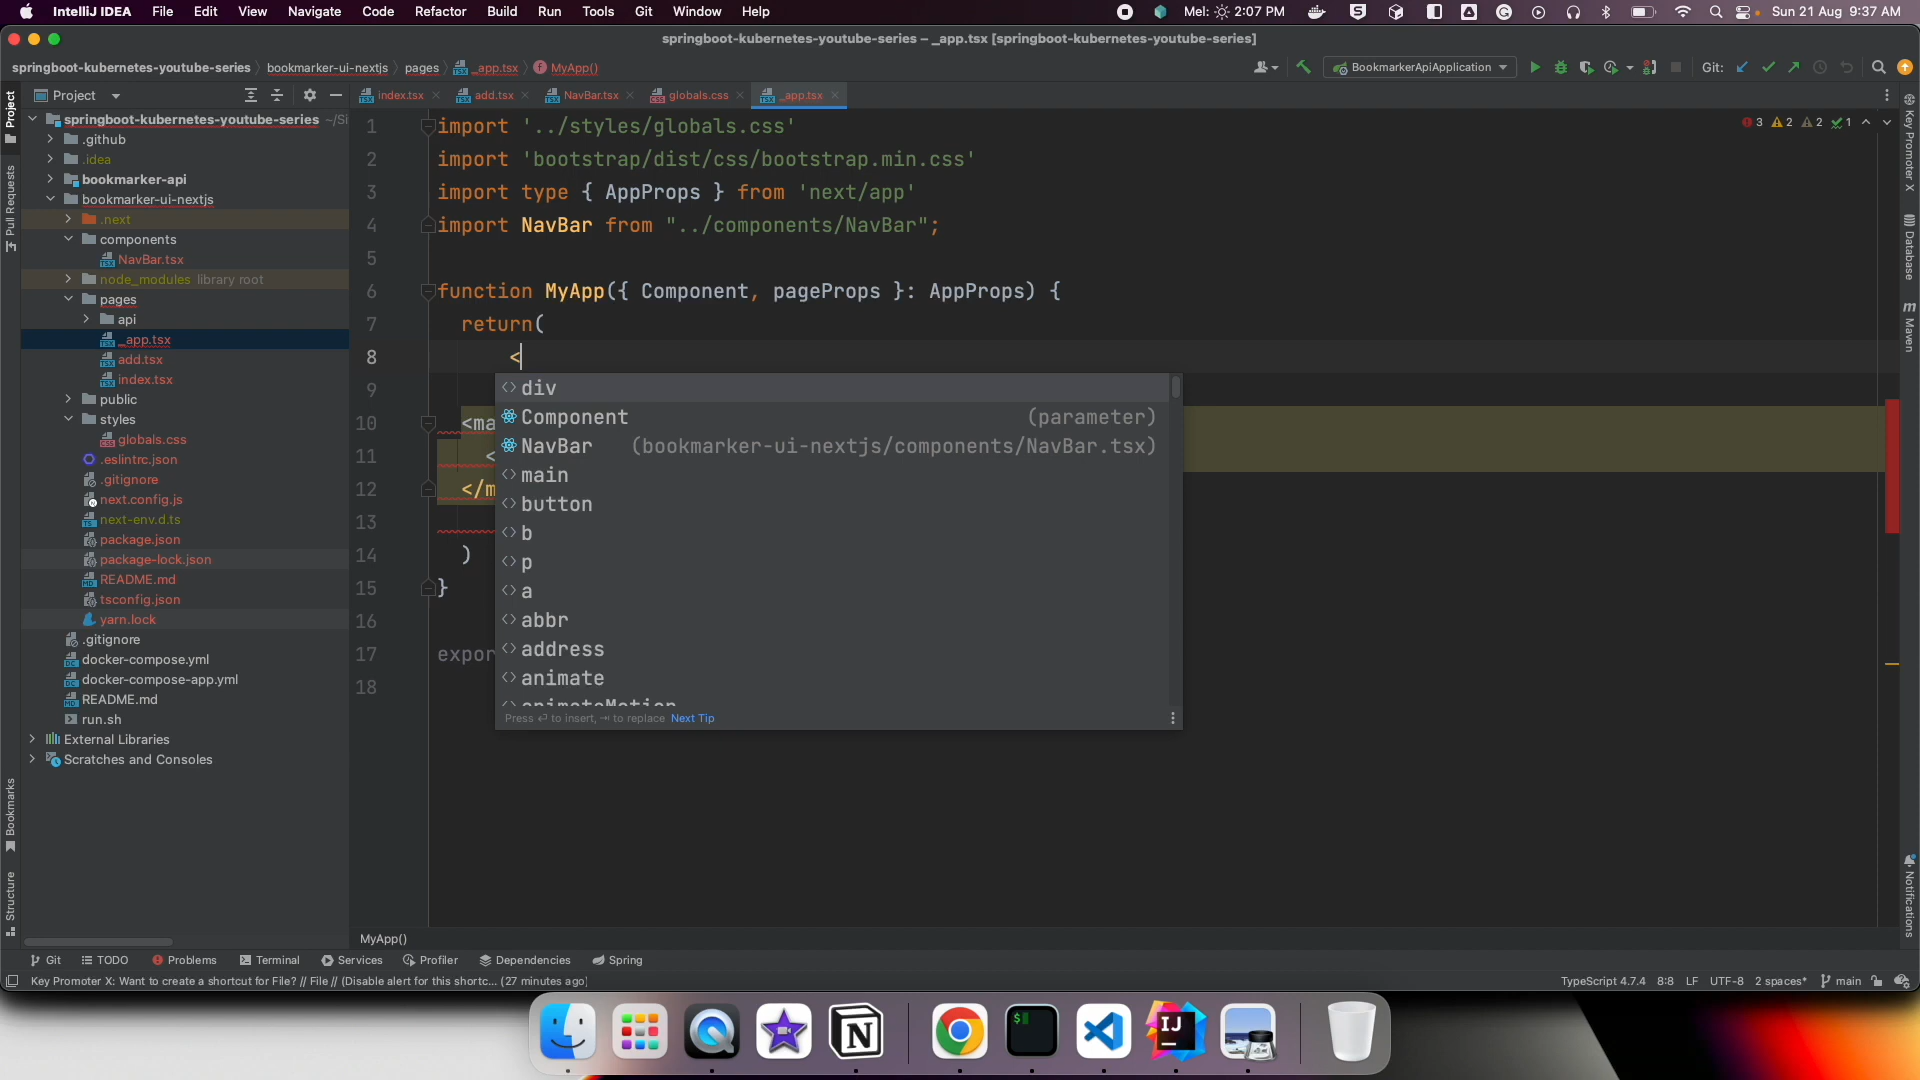 IntelliJ IDEA File Edit View Navigate Code Refactor Build Run Tools Git Window Help Mel: 2:07 PM Sun 21 Aug 9:37 AM
springboot-kubernetes-youtube-series – _app.tsx [springboot-kubernetes-youtube-series]
springboot-kubernetes-youtube-series bookmarker-ui-nextjs pages _app.tsx MyApp() BookmarkerApiApplication Git:
Project
index.tsx add.tsx NavBar.tsx globals.css _app.tsx
springboot-kubernetes-youtube-series ~/Si
.github
.idea
bookmarker-api
bookmarker-ui-nextjs
.next
components
NavBar.tsx
node_modules library root
pages
api
_app.tsx
add.tsx
index.tsx
public
styles
globals.css
.eslintrc.json
.gitignore
next.config.js
next-env.d.ts
package.json
package-lock.json
README.md
tsconfig.json
yarn.lock
.gitignore
docker-compose.yml
docker-compose-app.yml
README.md
run.sh
External Libraries
Scratches and Consoles
Project
Pull Requests
Bookmarks
Structure
3 2 2 1
1 import '../styles/globals.css'
2 import 'bootstrap/dist/css/bootstrap.min.css'
3 import type { AppProps } from 'next/app'
4 import NavBar from "../components/NavBar";
5
6 function MyApp({ Component, pageProps }: AppProps) {
7 return(
8 <
9
10 <ma
11 <
12 </m
13
14 )
15 }
16
17 expor
18
div
Component (parameter)
NavBar (bookmarker-ui-nextjs/components/NavBar.tsx)
main
button
b
p
a
abbr
address
animate
animateMotion
Press ↵ to insert, ⇥ to replace Next Tip
Key Promoter X
Database
Maven
Notifications
MyApp()
Git TODO Problems Terminal Services Profiler Dependencies Spring
Key Promoter X: Want to create a shortcut for File? // File // (Disable alert for this shortc... (27 minutes ago) TypeScript 4.7.4 8:8 LF UTF-8 2 spaces* main